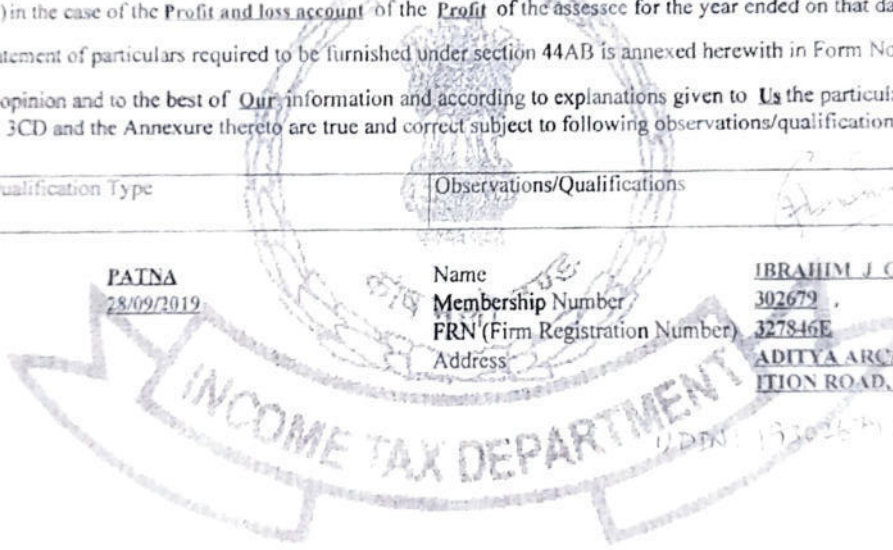 )in the case of the Profit and loss account of the Profit of the assessee for the year ended on that da
tement of particulars required to be furnished under section 44AB is annexed herewith in Form No
opinion and to the best of Our information and according to explanations given to Us the particul
3CD and the Annexure thereto are true and correct subject to following observations/qualification
ualification Type Observations/Qualifications
PATNA Name IBRAHIM J
28/09/2019 Membership Number 302679
FRN (Firm Registration Number) 327846E
Address ADITYA ARC
ITION ROAD,
INCOME TAX DEPARTMENT
UDIN: